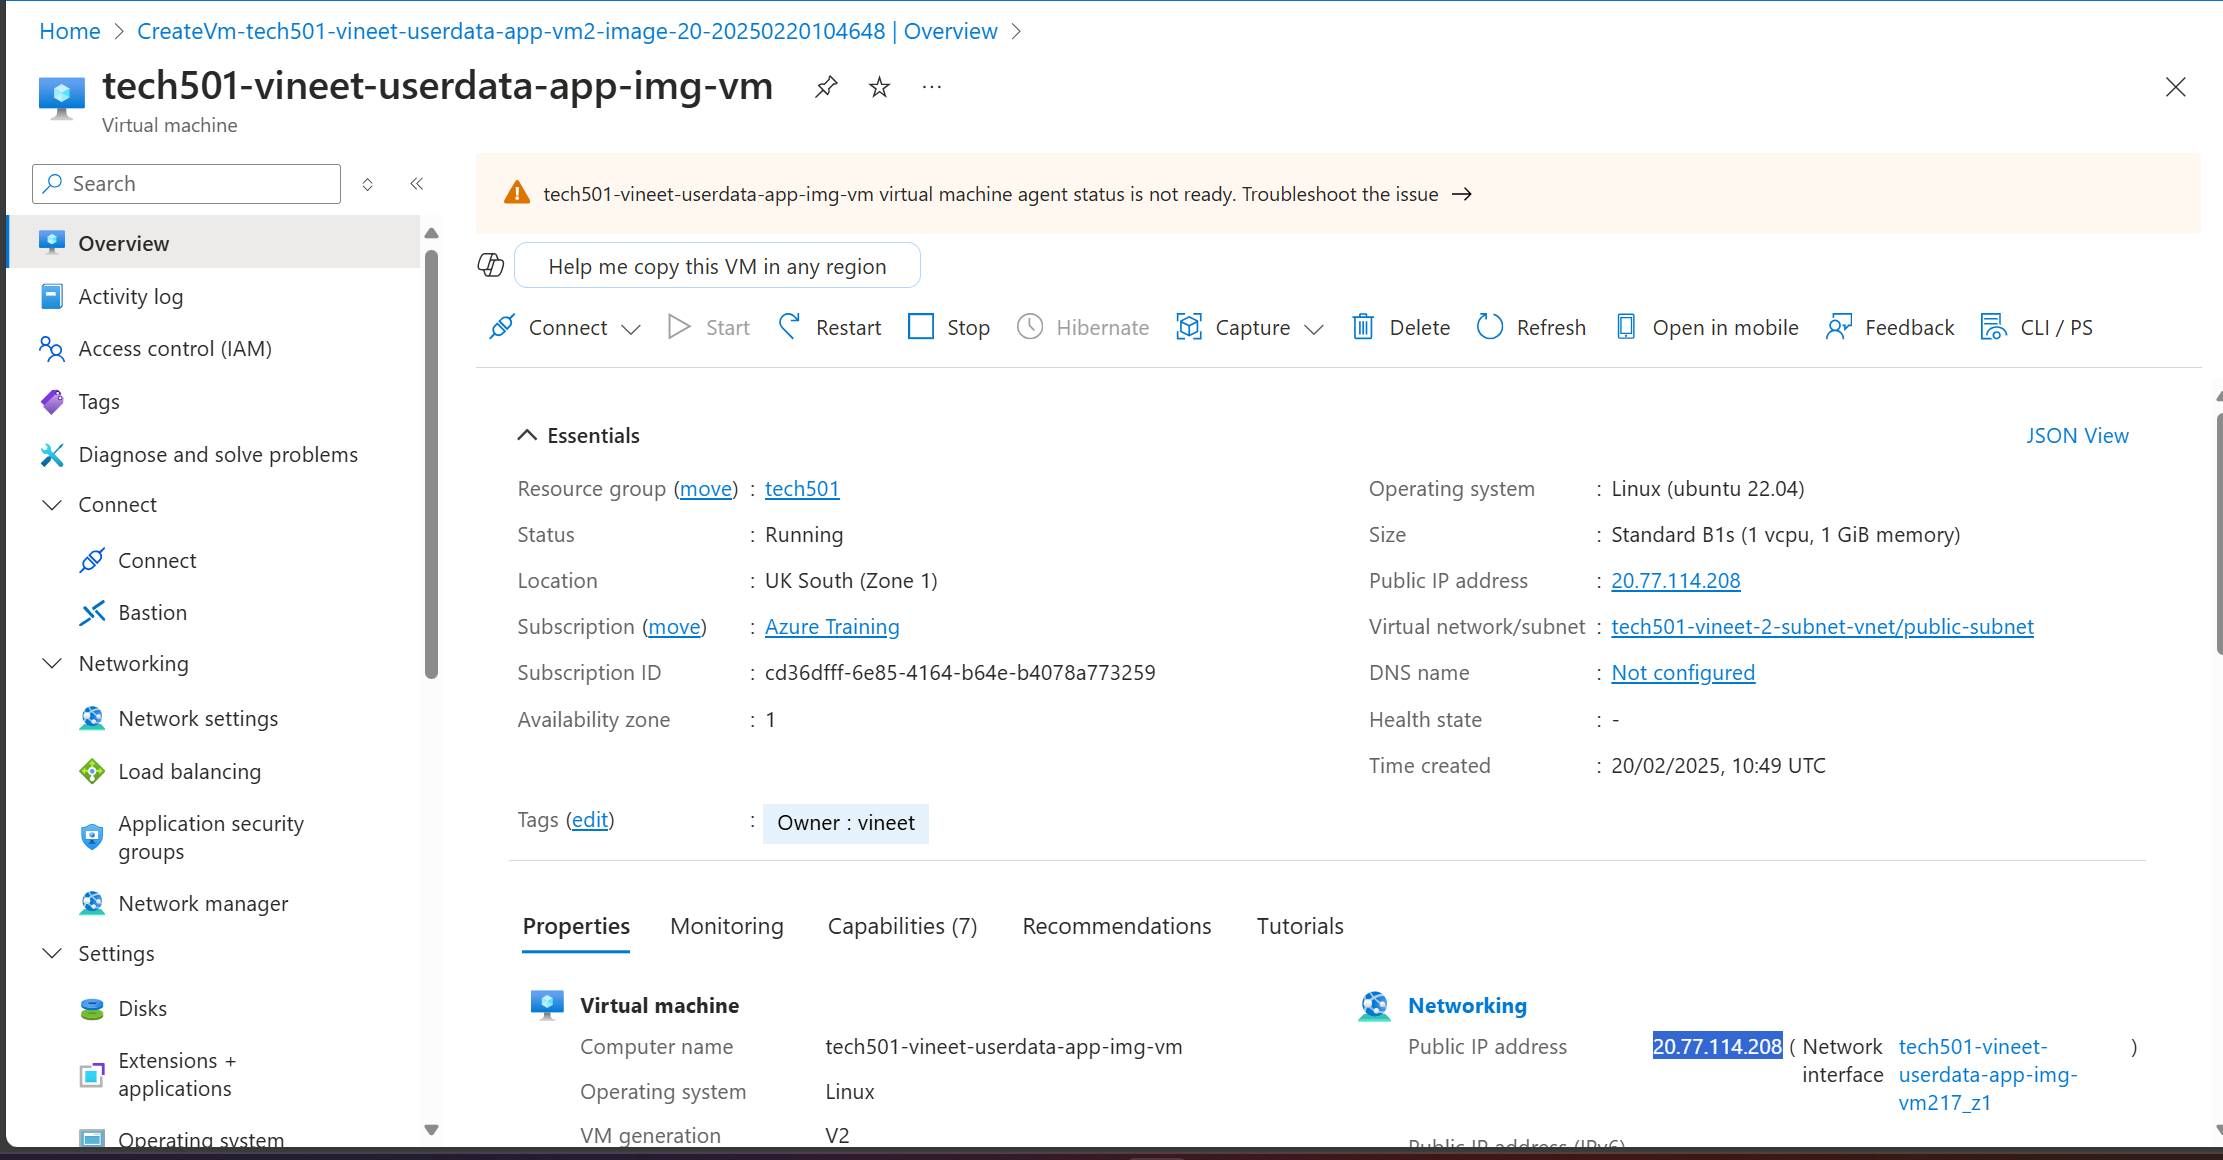 Home > CreateVm-tech501-vineet-userdata-app-vm2-image-20-20250220104648 | Overview >
tech501-vineet-userdata-app-img-vm
Virtual machine
Search
Overview
Activity log
Access control (IAM)
Tags
Diagnose and solve problems
Connect
Connect
Bastion
Networking
Network settings
Load balancing
Application security
groups
Network manager
Settings
Disks
Extensions +
applications
Operating system
tech501-vineet-userdata-app-img-vm virtual machine agent status is not ready. Troubleshoot the issue →
Help me copy this VM in any region
Connect Start Restart Stop Hibernate Capture Delete Refresh Open in mobile Feedback CLI / PS
Essentials
JSON View
Resource group (move) : tech501
Status : Running
Location : UK South (Zone 1)
Subscription (move) : Azure Training
Subscription ID : cd36dfff-6e85-4164-b64e-b4078a773259
Availability zone : 1
Operating system : Linux (ubuntu 22.04)
Size : Standard B1s (1 vcpu, 1 GiB memory)
Public IP address : 20.77.114.208
Virtual network/subnet : tech501-vineet-2-subnet-vnet/public-subnet
DNS name : Not configured
Health state : -
Time created : 20/02/2025, 10:49 UTC
Tags (edit) : Owner : vineet
Properties Monitoring Capabilities (7) Recommendations Tutorials
Virtual machine
Computer name tech501-vineet-userdata-app-img-vm
Operating system Linux
VM generation V2
Networking
Public IP address 20.77.114.208 ( Network tech501-vineet- )
interface userdata-app-img-
vm217_z1
Public IP address (IPv6)